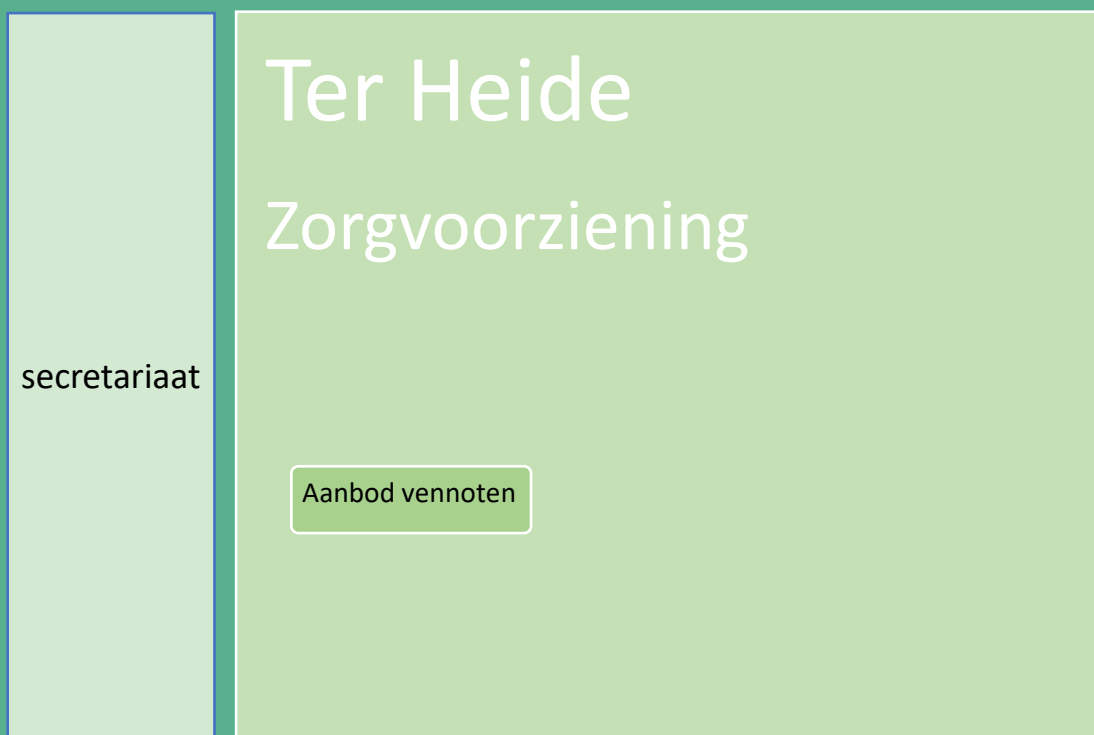 Ter Heide
Zorgvoorziening
secretariaat
Aanbod vennoten